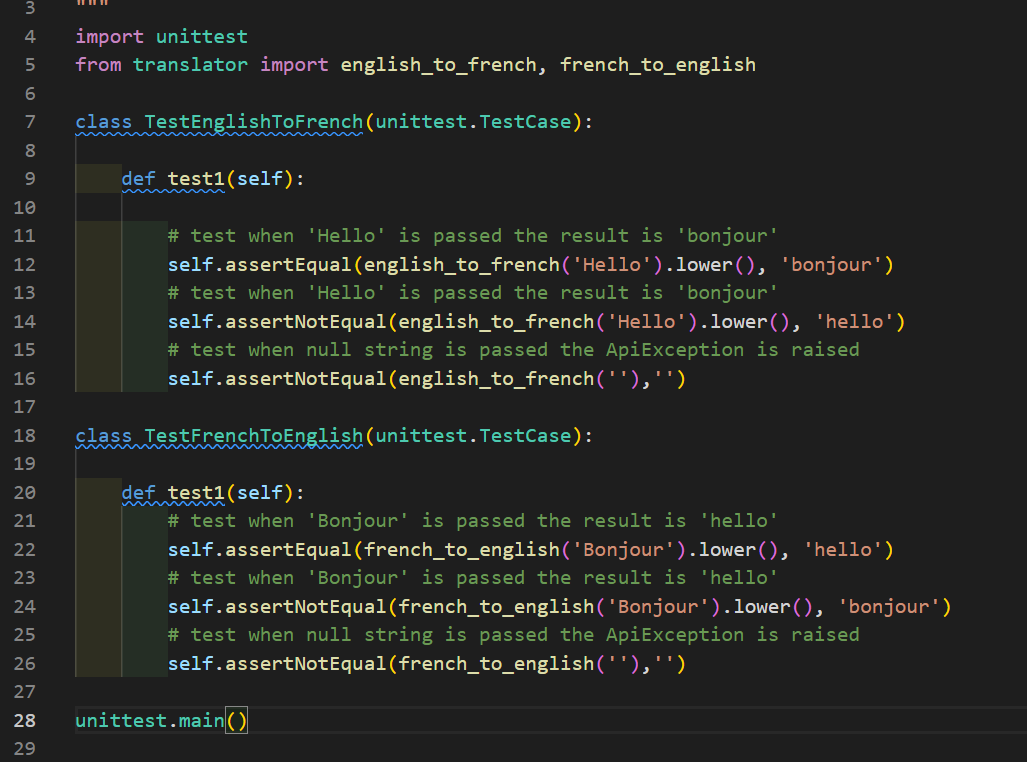 3 """
4 import unittest
5 from translator import english_to_french, french_to_english
6
7 class TestEnglishToFrench(unittest.TestCase):
8
9     def test1(self):
10
11         # test when 'Hello' is passed the result is 'bonjour'
12         self.assertEqual(english_to_french('Hello').lower(), 'bonjour')
13         # test when 'Hello' is passed the result is 'bonjour'
14         self.assertNotEqual(english_to_french('Hello').lower(), 'hello')
15         # test when null string is passed the ApiException is raised
16         self.assertNotEqual(english_to_french(''),'')
17
18 class TestFrenchToEnglish(unittest.TestCase):
19
20     def test1(self):
21         # test when 'Bonjour' is passed the result is 'hello'
22         self.assertEqual(french_to_english('Bonjour').lower(), 'hello')
23         # test when 'Bonjour' is passed the result is 'hello'
24         self.assertNotEqual(french_to_english('Bonjour').lower(), 'bonjour')
25         # test when null string is passed the ApiException is raised
26         self.assertNotEqual(french_to_english(''),'')
27
28 unittest.main()
29